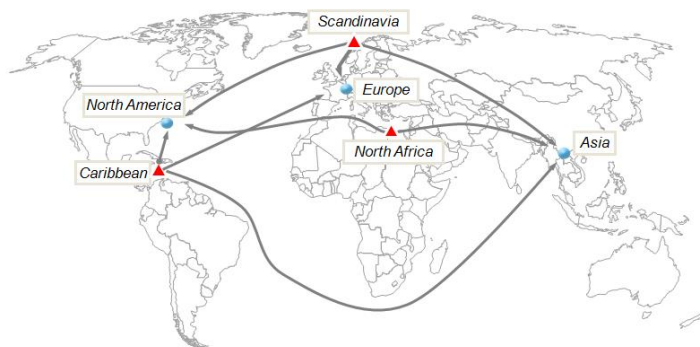 Scandinavia
North America
Europe
Asia
North Africa
Caribbean